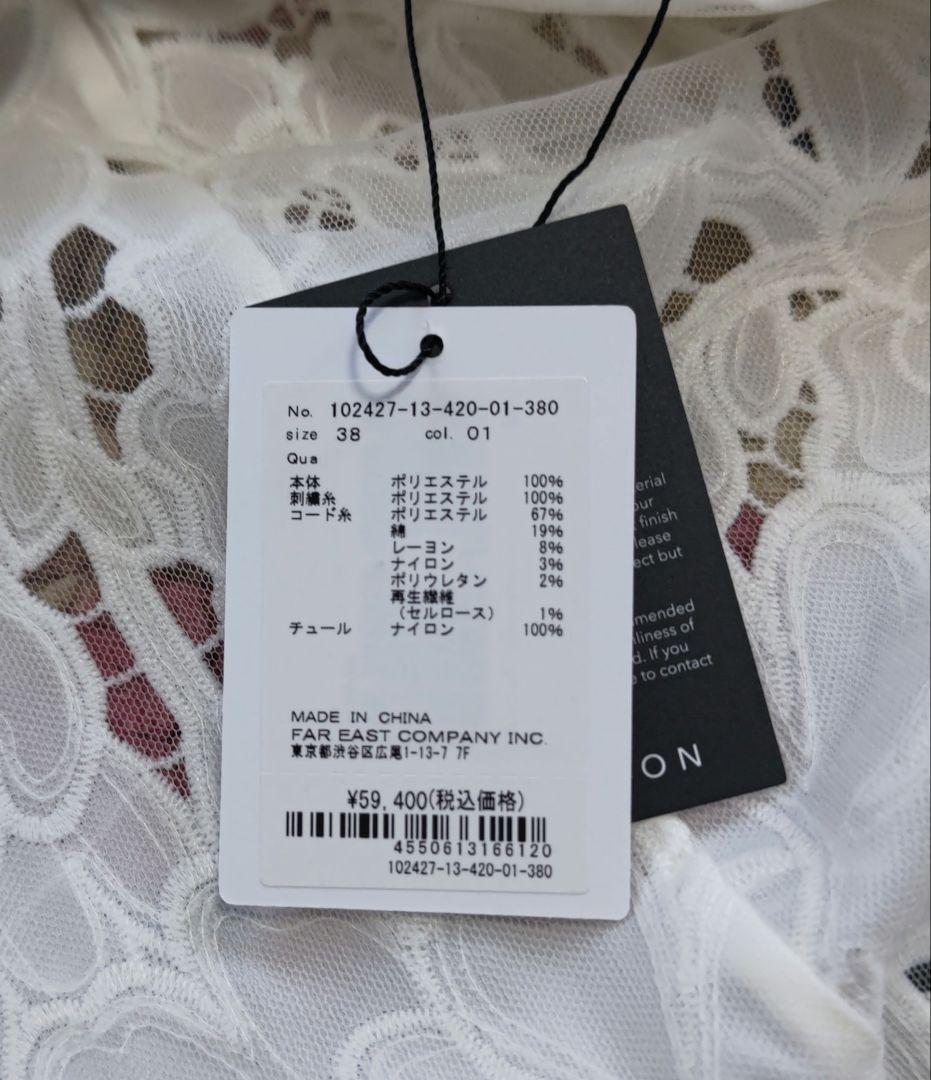 No. 102427-13-420-01-380
size 38 col. 01
Qua
本体 ポリエステル 100%
刺繍糸 ポリエステル 100%
コード糸 ポリエステル 67%
綿 19%
レーヨン 8%
ナイロン 3%
ポリウレタン 2%
再生繊維
（セルロース） 1%
チュール ナイロン 100%
MADE IN CHINA
FAR EAST COMPANY INC.
東京都渋谷区広尾1-13-7 7F
¥59,400(税込価格)
4550613166120
102427-13-420-01-380
erial
our
finish
lease
ect but
mended
lliness of
d. If you
e to contact
ON